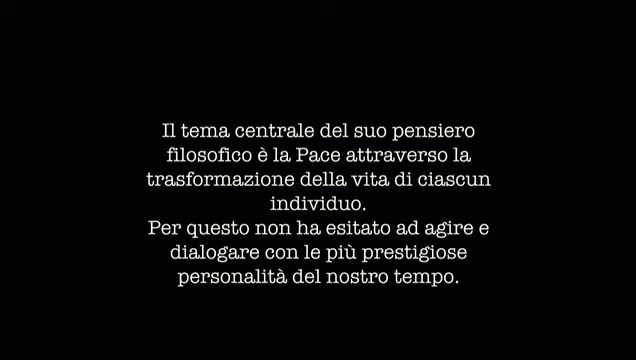 Il tema centrale del suo pensiero
filosofico è la Pace attraverso la
trasformazione della vita di ciascun
individuo.
Per questo non ha esitato ad agire e
dialogare con le più prestigiose
personalità del nostro tempo.